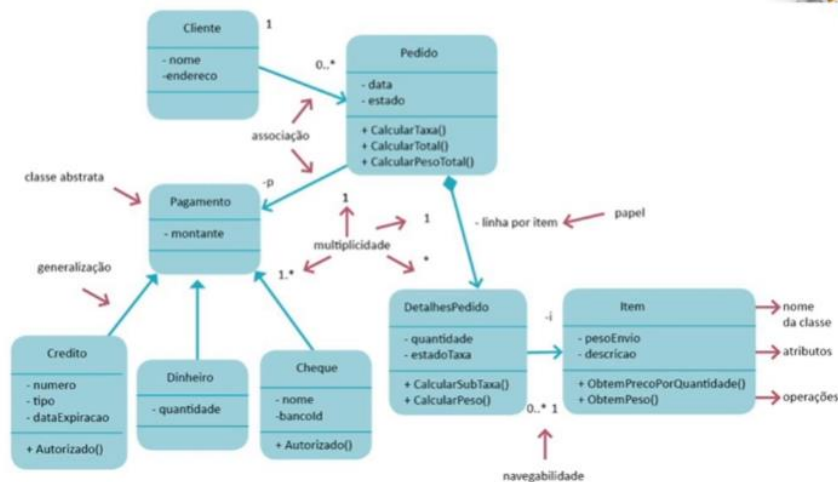 Cliente
- nome
-endereco
1
0..*
Pedido
- data
- estado
+ CalcularTaxa()
+ CalcularTotal()
+ CalcularPesoTotal()
associação
classe abstrata
-p
Pagamento
- montante
1
1
multiplicidade
1.*
*
- linha por item
papel
generalização
Credito
- numero
- tipo
- dataExpiracao
+ Autorizado()
Dinheiro
- quantidade
Cheque
- nome
-bancoId
+ Autorizado()
DetalhesPedido
- quantidade
- estadoTaxa
+ CalcularSubTaxa()
+ CalcularPeso()
-i
0..* 1
navegabilidade
Item
- pesoEnvio
- descricao
+ ObtemPrecoPorQuantidade()
+ ObtemPeso()
nome
da classe
atributos
operações